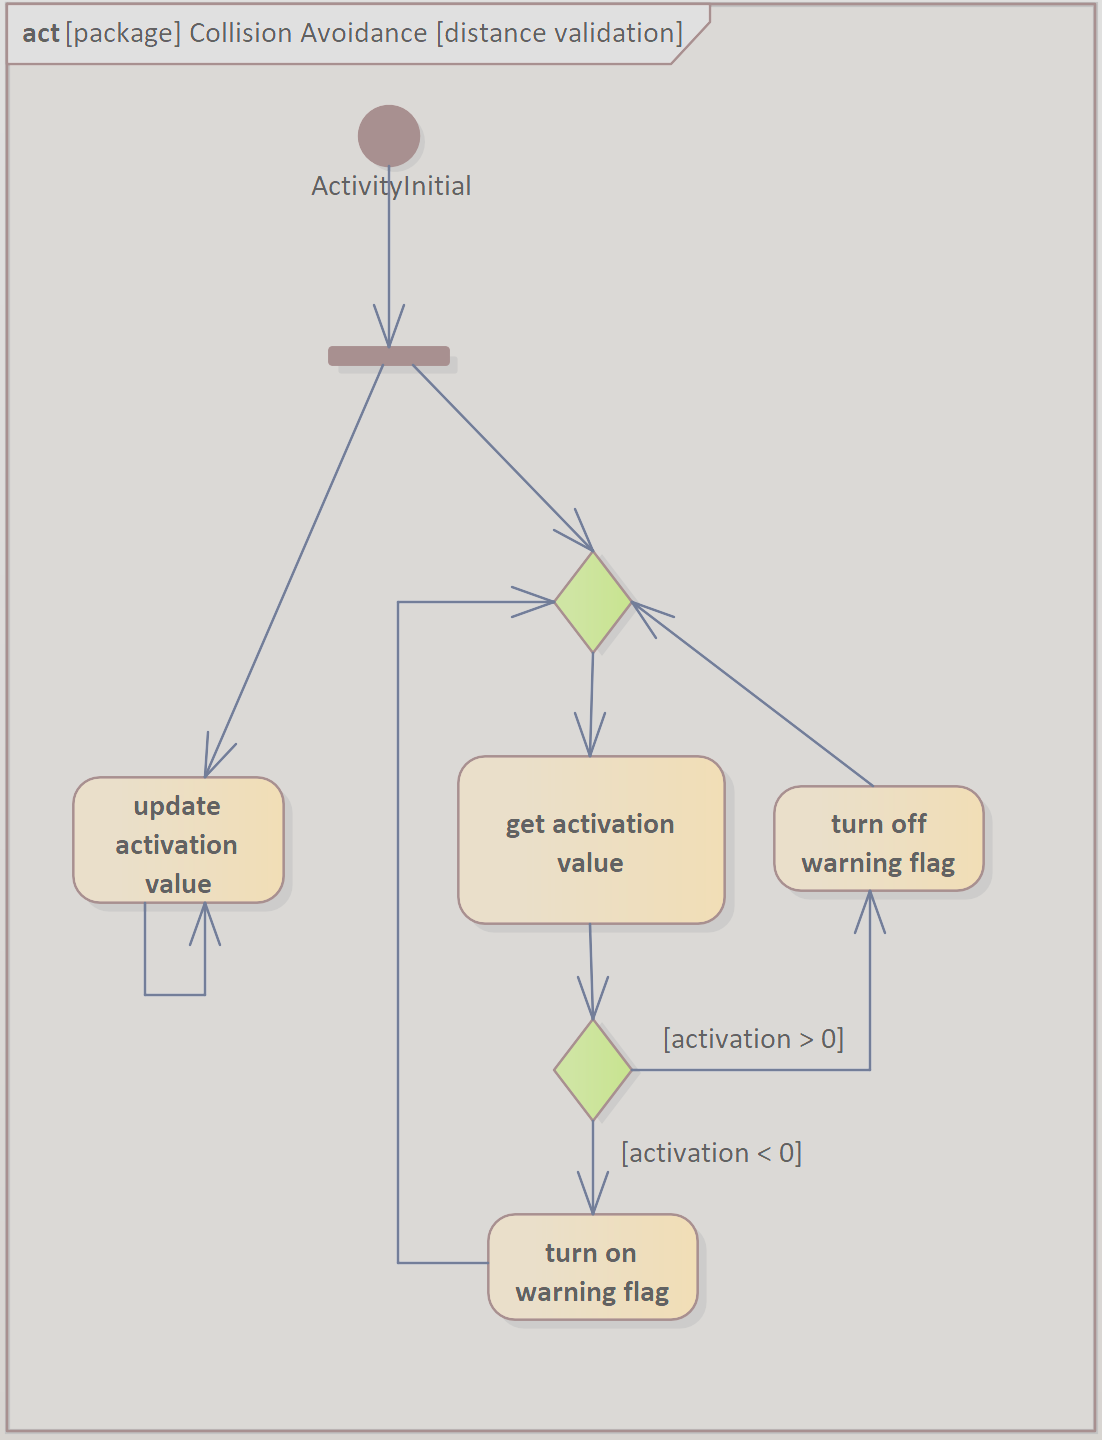 act [package] Collision Avoidance [distance validation]
ActivityInitial
update
activation
value
get activation
value
turn off
warning flag
[activation > 0]
[activation < 0]
turn on
warning flag